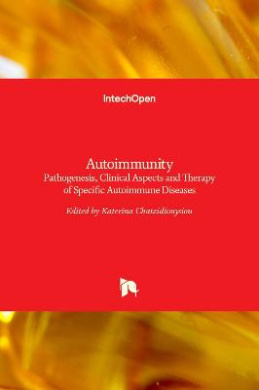 IntechOpen
Autoimmunity
Pathogenesis, Clinical Aspects and Therapy
of Specific Autoimmune Diseases
Edited by Katerina Chatzidionysiou